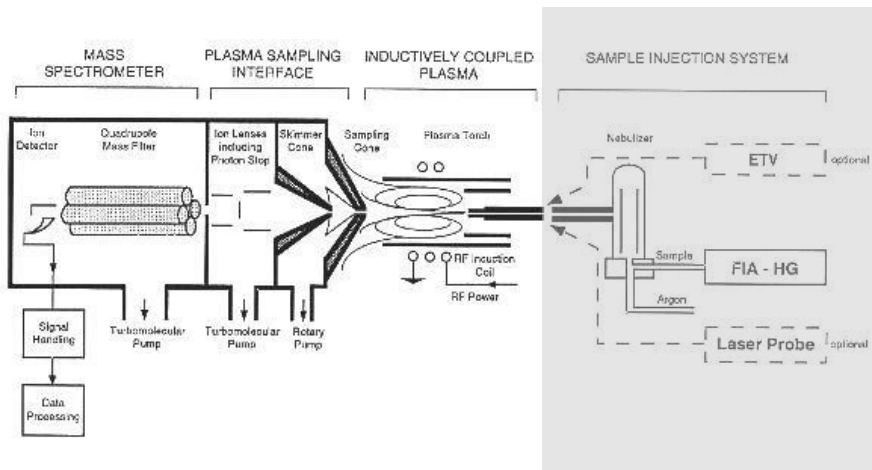 MASS
SPECTROMETER
PLASMA SAMPLING
INTERFACE
INDUCTIVELY COUPLED
PLASMA
SAMPLE INJECTION SYSTEM
Ion
Detector
Quadrupole
Mass Filter
Ion Lenses
including
Photon Stop
Skimmer
Cone
Sampling
Cone
Plasma Torch
Nebulizer
ETV
optional
Sample
FIA - HG
Argon
RF Induction
Coil
RF Power
Laser Probe
optional
Turbomolecular
Pump
Turbomolecular
Pump
Rotary
Pump
Signal
Handling
Data
Processing